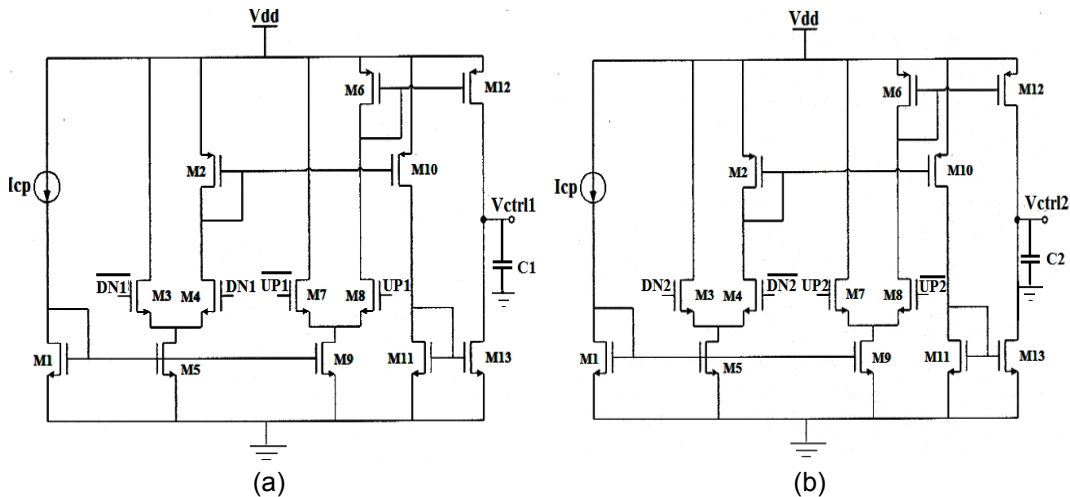 Vdd
M6
M12
M2
M10
Icp
Vctrl1
C1
DN1
M3
M4
DN1
UP1
M7
M8
UP1
M1
M5
M9
M11
M13
(a)
Vdd
M6
M12
M2
M10
Icp
Vctrl2
C2
DN2
M3
M4
DN2
UP2
M7
M8
UP2
M1
M5
M9
M11
M13
(b)